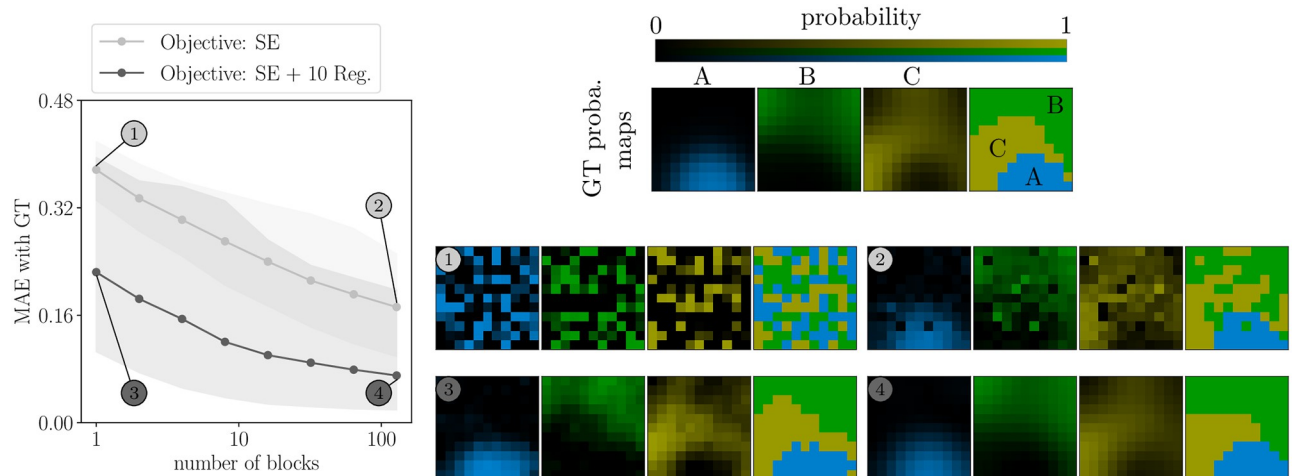 Objective: SE
Objective: SE + 10 Reg.
0.48
0.32
0.16
0.00
MAE with GT
1
2
3
4
1
10
100
number of blocks
probability
0
1
A
B
C
GT proba.
maps
B
C
A
1
2
3
4